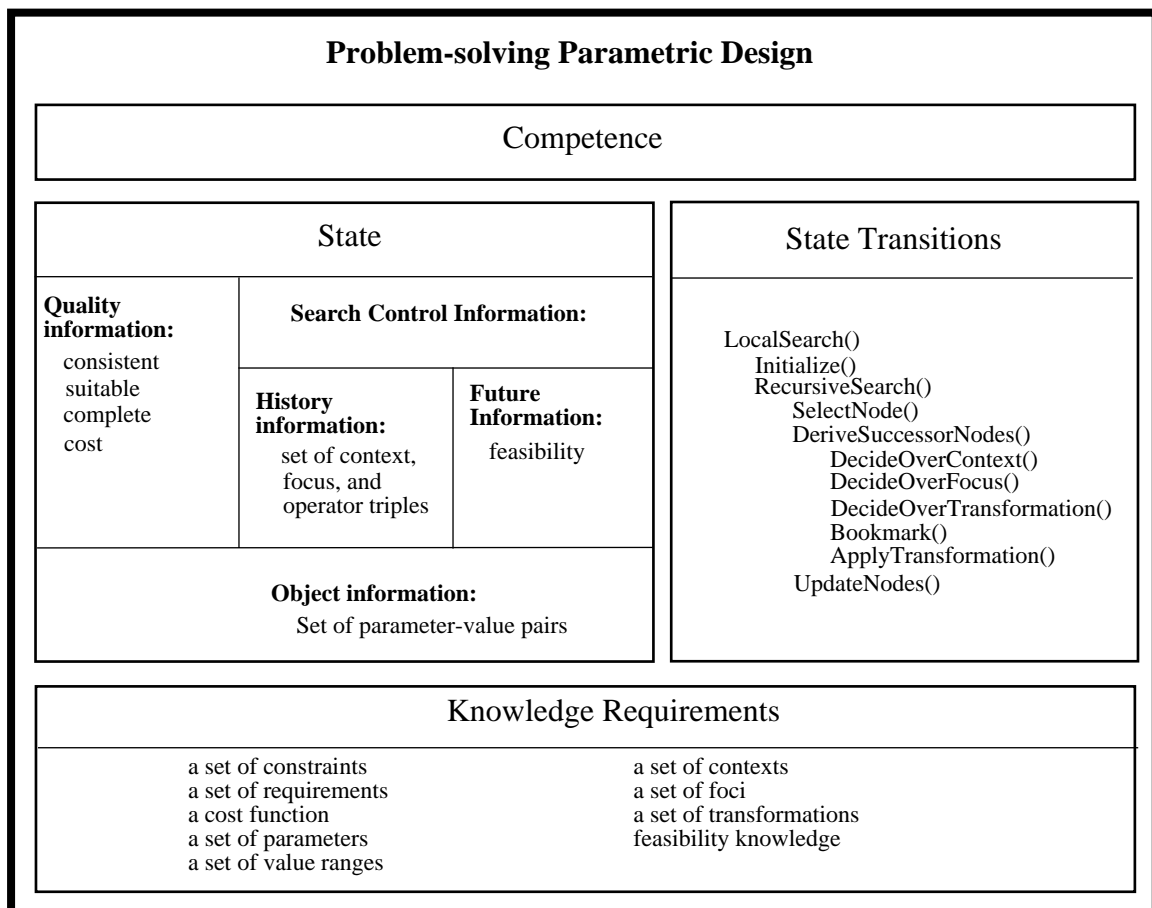 Problem-solving Parametric Design
Competence
State
Quality
information:
consistent
suitable
complete
cost
Search Control Information:
History
information:
set of context,
focus, and
operator triples
Future
Information:
feasibility
Object information:
Set of parameter-value pairs
State Transitions
LocalSearch()
Initialize()
RecursiveSearch()
SelectNode()
DeriveSuccessorNodes()
DecideOverContext()
DecideOverFocus()
DecideOverTransformation()
Bookmark()
ApplyTransformation()
UpdateNodes()
Knowledge Requirements
a set of constraints
a set of requirements
a cost function
a set of parameters
a set of value ranges
a set of contexts
a set of foci
a set of transformations
feasibility knowledge